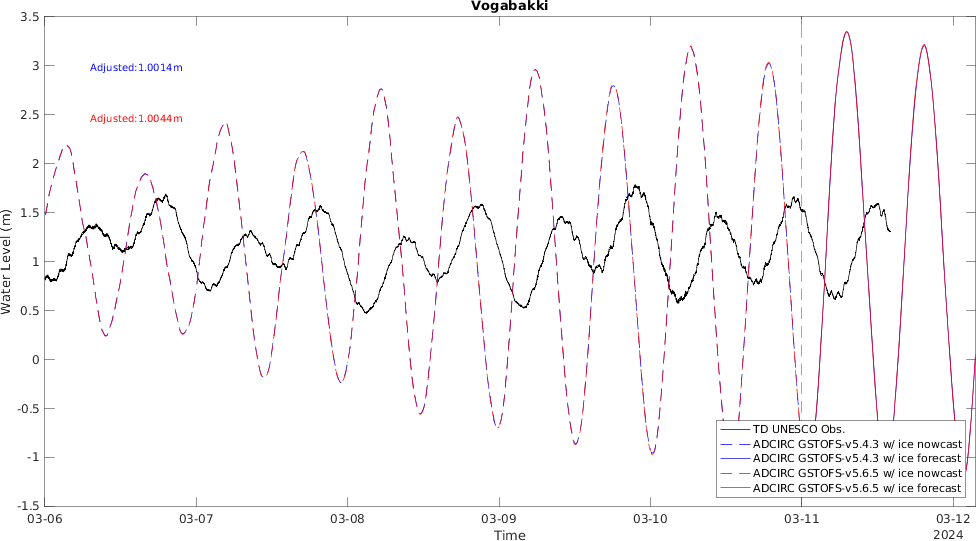 Vogabakki
3.5
3
2.5
2
1.5
1
0.5
0
-0.5
-1
-1.5
Water Level (m)
Adjusted:1.0014m
Adjusted:1.0044m
TD UNESCO Obs.
ADCIRC GSTOFS-v5.4.3 w/ ice nowcast
ADCIRC GSTOFS-v5.4.3 w/ ice forecast
ADCIRC GSTOFS-v5.6.5 w/ ice nowcast
ADCIRC GSTOFS-v5.6.5 w/ ice forecast
03-06 03-07 03-08 03-09 03-10 03-11 03-12
Time
2024